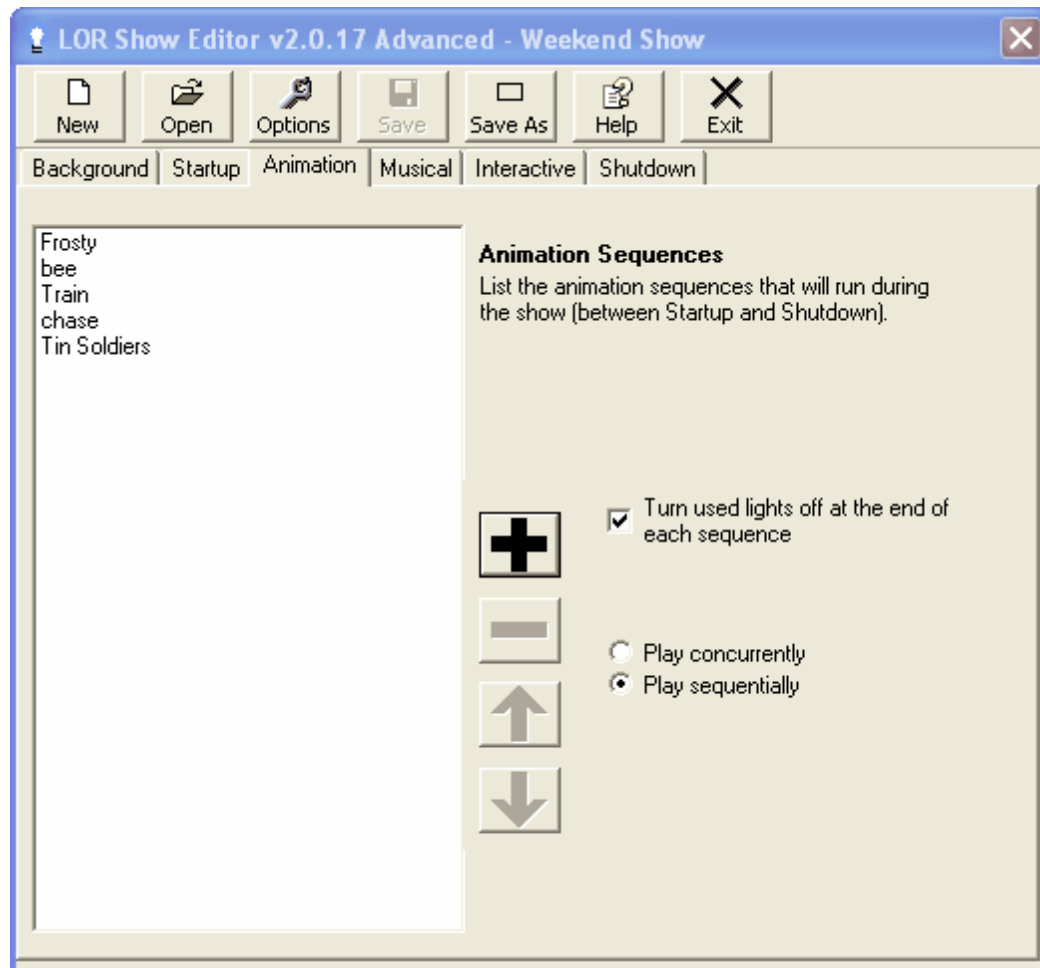 LOR Show Editor v2.0.17 Advanced - Weekend Show
New Open Options Save Save As Help Exit
Background Startup Animation Musical Interactive Shutdown
Frosty
bee
Train
chase
Tin Soldiers
Animation Sequences
List the animation sequences that will run during
the show (between Startup and Shutdown).
Turn used lights off at the end of
each sequence
Play concurrently
Play sequentially